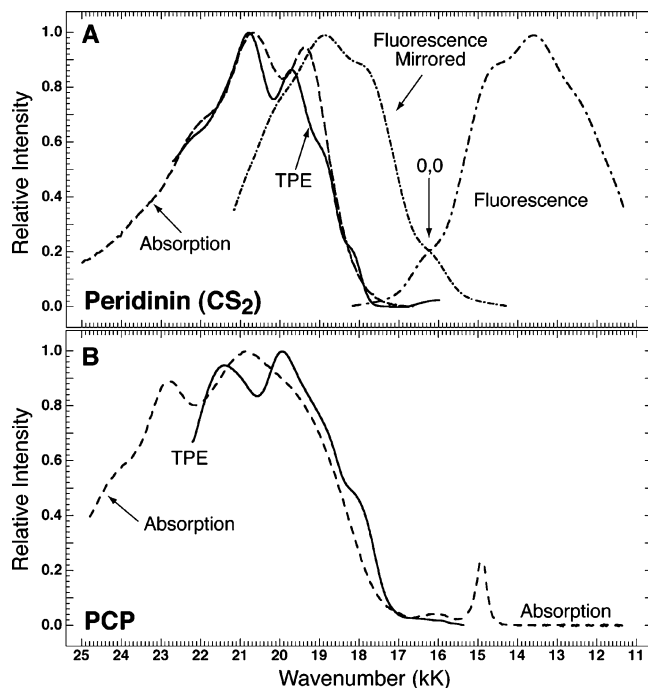 A
Relative Intensity
1.0
0.8
0.6
0.4
0.2
0.0
Fluorescence
Mirrored
TPE
0,0
Fluorescence
Absorption
Peridinin (CS2)
B
Relative Intensity
1.0
0.8
0.6
0.4
0.2
0.0
TPE
Absorption
Absorption
PCP
25 24 23 22 21 20 19 18 17 16 15 14 13 12 11
Wavenumber (kK)